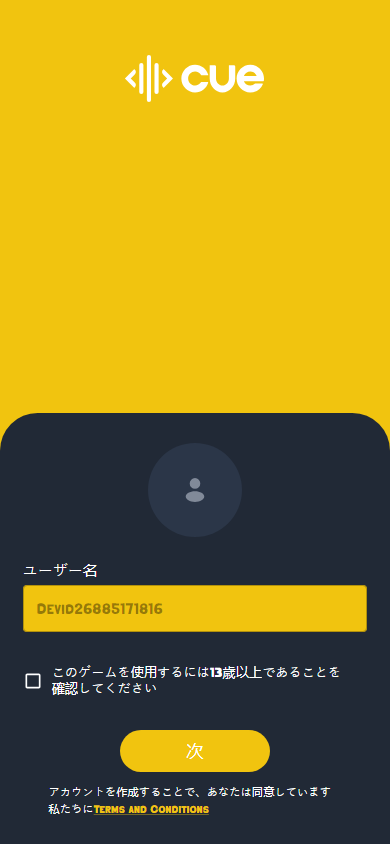 cue
ユーザー名
Devid26885171816
このゲームを使用するには13歳以上であることを
確認してください
次
アカウントを作成することで、あなたは同意しています
私たちにTerms and Conditions